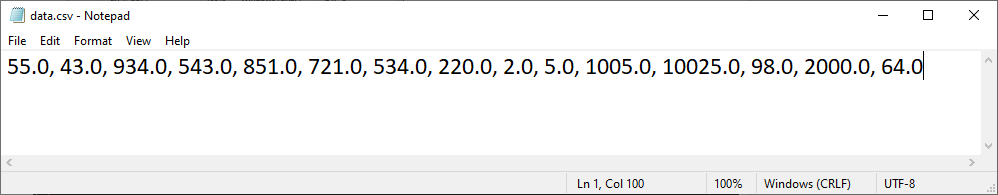 data.csv - Notepad
File Edit Format View Help
55.0, 43.0, 934.0, 543.0, 851.0, 721.0, 534.0, 220.0, 2.0, 5.0, 1005.0, 10025.0, 98.0, 2000.0, 64.0
Ln 1, Col 100 100% Windows (CRLF) UTF-8